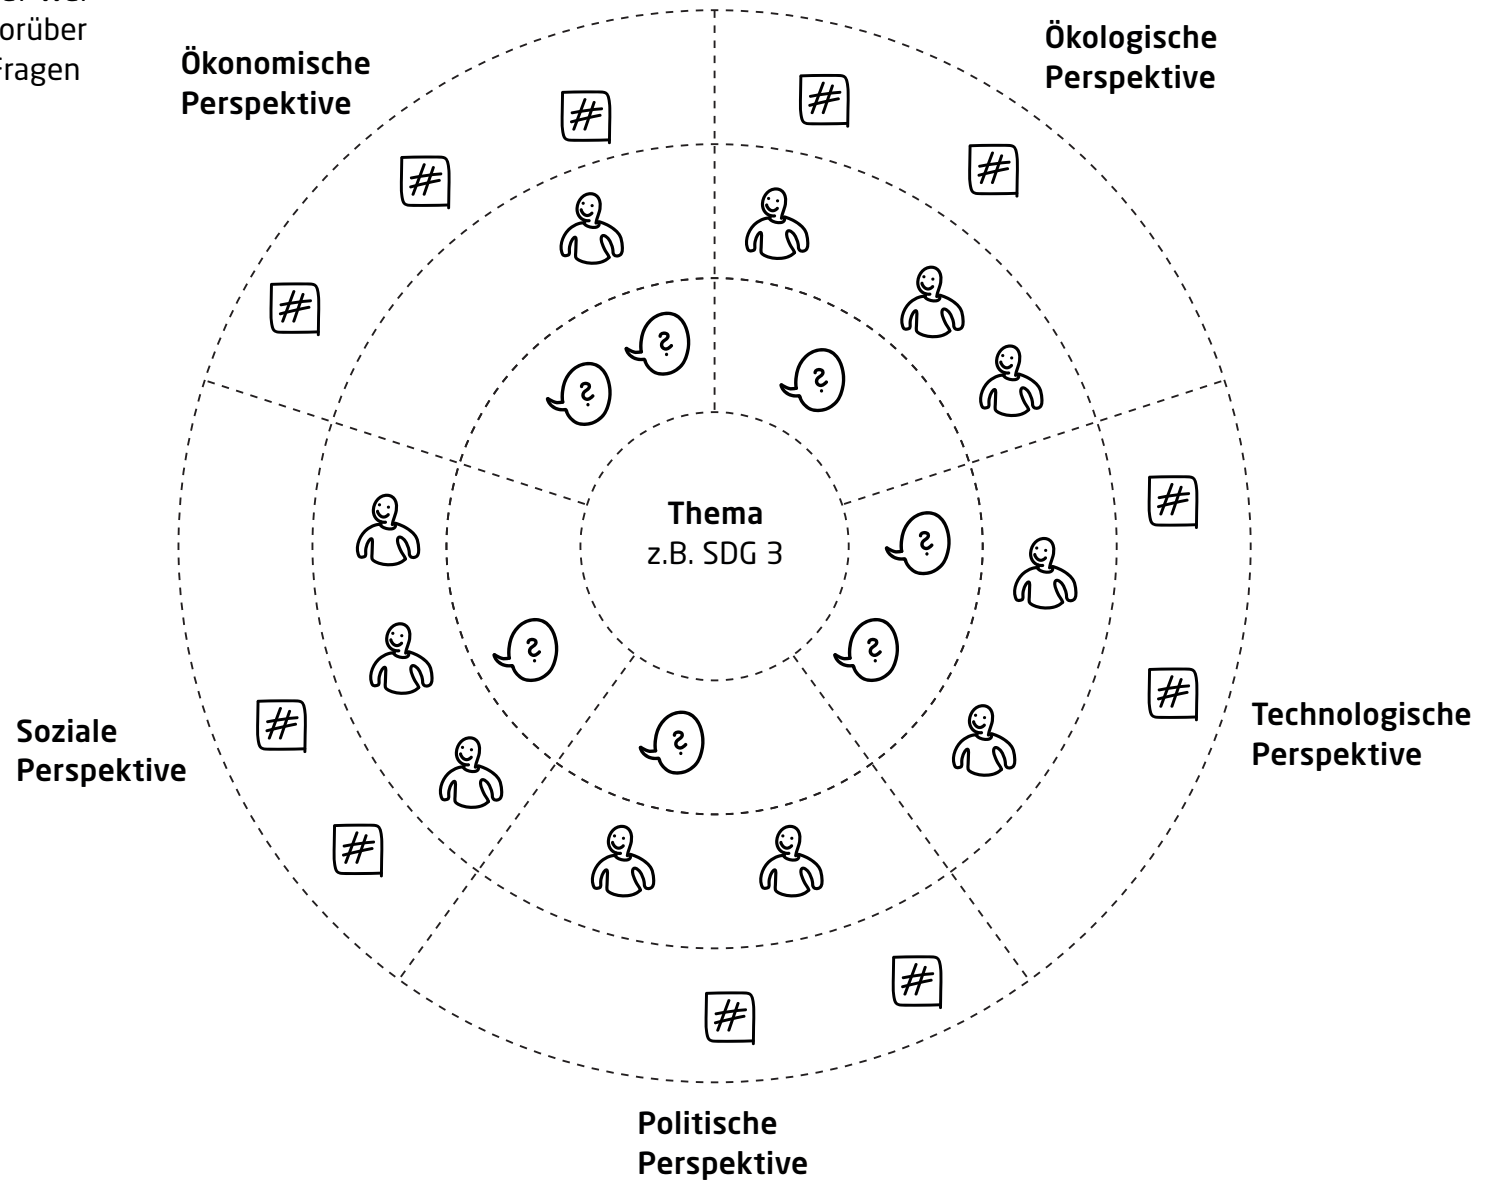 orüber
Fragen
Ökonomische
Perspektive
Ökologische
Perspektive
#
#
#
#
#
?
?
?
Thema
z.B. SDG 3
#
?
?
?
?
#
Soziale
Perspektive
#
Technologische
Perspektive
#
#
#
Politische
Perspektive